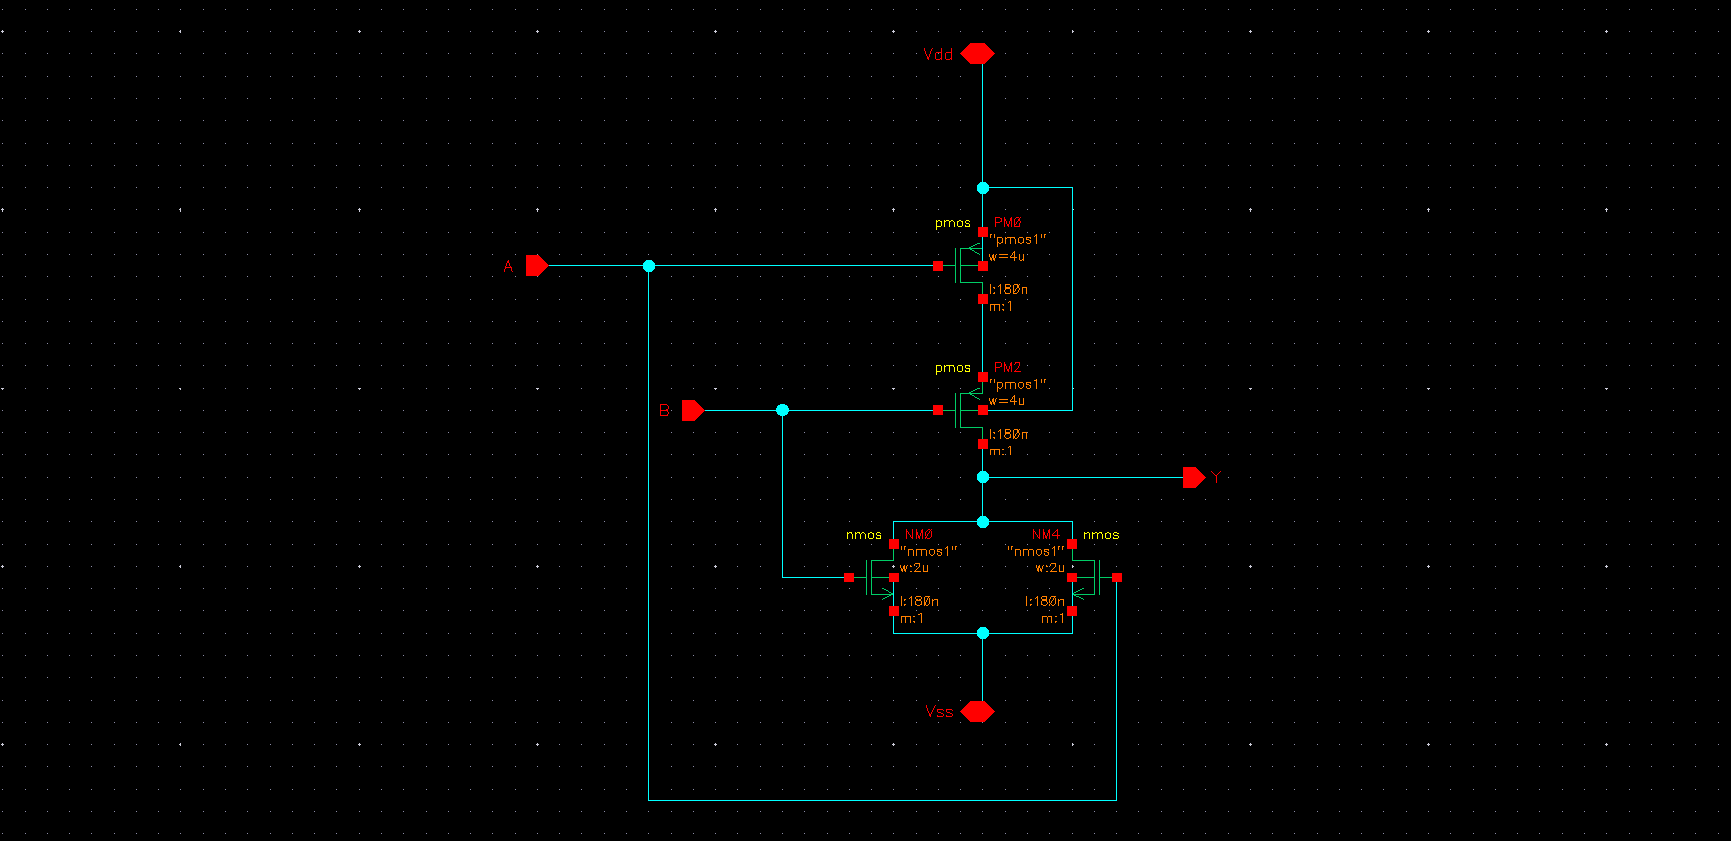 Vdd
pmos PM0
"pmos1"
w=4u
A
l:180n
m:1
pmos PM2
"pmos1"
w=4u
B
l:180n
m:1
Y
nmos NM0
"nmos1"
w:2u
l:180n
m:1
NM4 nmos
"nmos1"
w:2u
l:180n
m:1
Vss